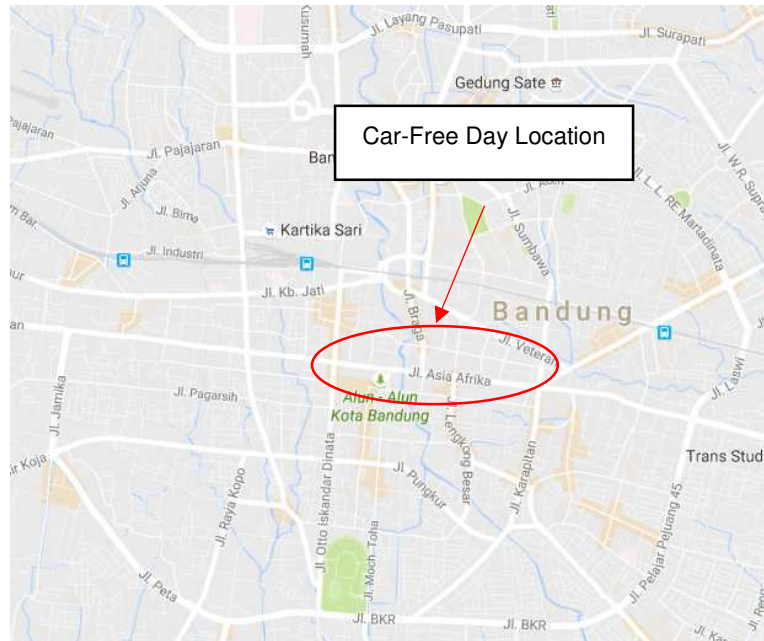 Kusumah
Jl. Layang Pasupati
Jl. Surapati
Gedung Sate
Car-Free Day Location
Pajajaran
Jl. Pajajaran
Ban
Jl. Aceh
Jl. Arjuna
Jl. Bima
Jl. W.R. Supra
Jl. L. L. RE.Martadinata
Jl. Sumbawa
Kartika Sari
Jl. Industri
Jl. Kb. Jati
Jl. Braga
Bandung
Jl. Veteran
Jl. Asia Afrika
Jl. Laswi
Alun - Alun
Kota Bandung
Jl. Pagarsih
Jl. Jamika
Jl. Lengkong Besar
Jl. Karapitan
Trans Stud
ir Koja
Jl. Pungkur
Jl. Raya Kopo
Jl. Otto Iskandar Dinata
Jl. Moch. Toha
Jl. Pelajar Pejuang 45
Jl. Peta
Jl. BKR
Jl. BKR